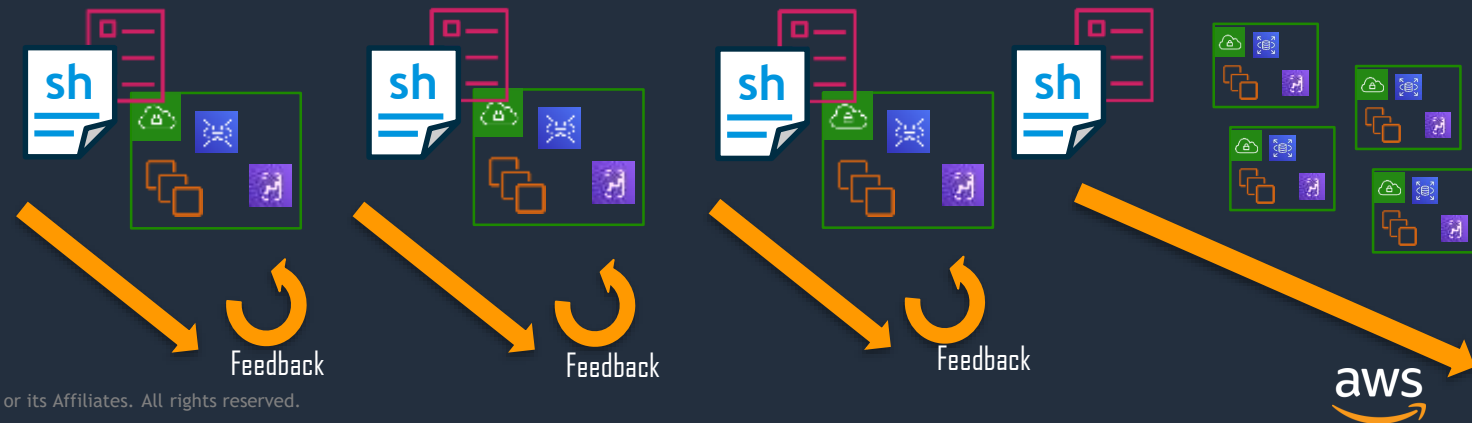 sh
sh
sh
sh
Feedback
Feedback
Feedback
or its Affiliates. All rights reserved.
aws